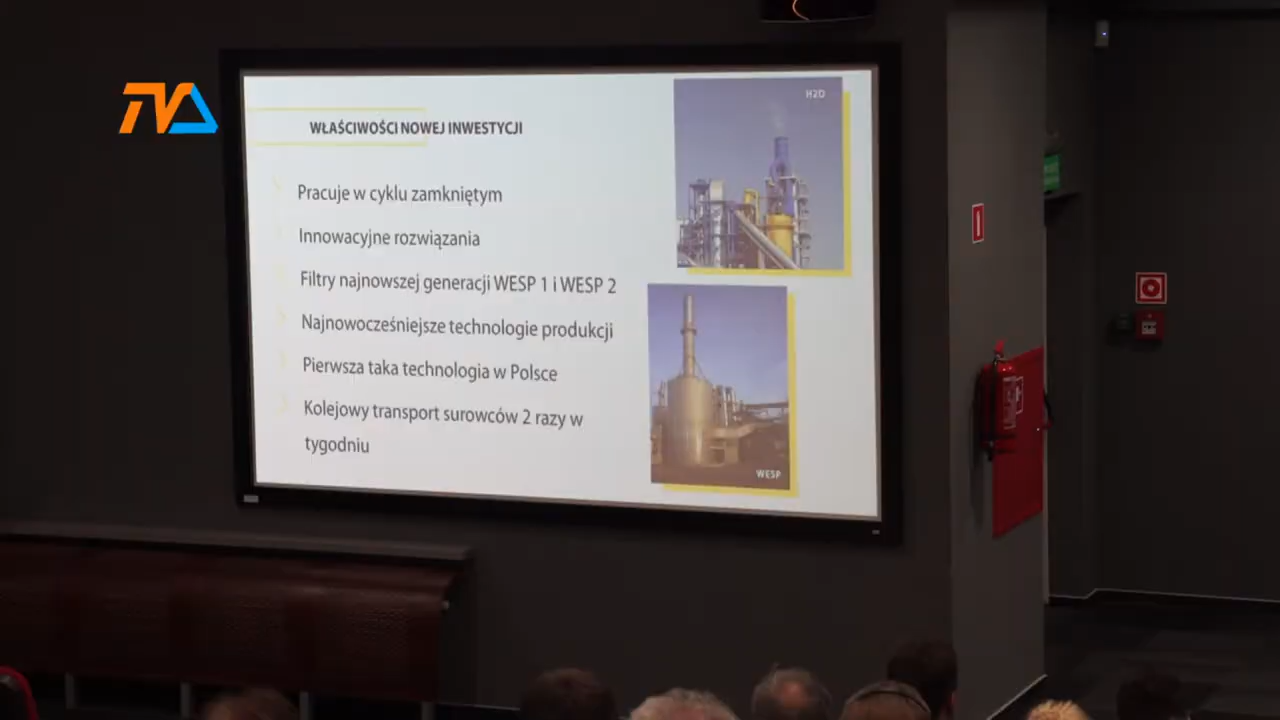 TVA
WŁAŚCIWOŚCI NOWEJ INWESTYCJI
Pracuje w cyklu zamkniętym
Innowacyjne rozwiązania
Filtry najnowszej generacji WESP 1 i WESP 2
Najnowocześniejsze technologie produkcji
Pierwsza taka technologia w Polsce
Kolejowy transport surowców 2 razy w
tygodniu
H2O
WESP